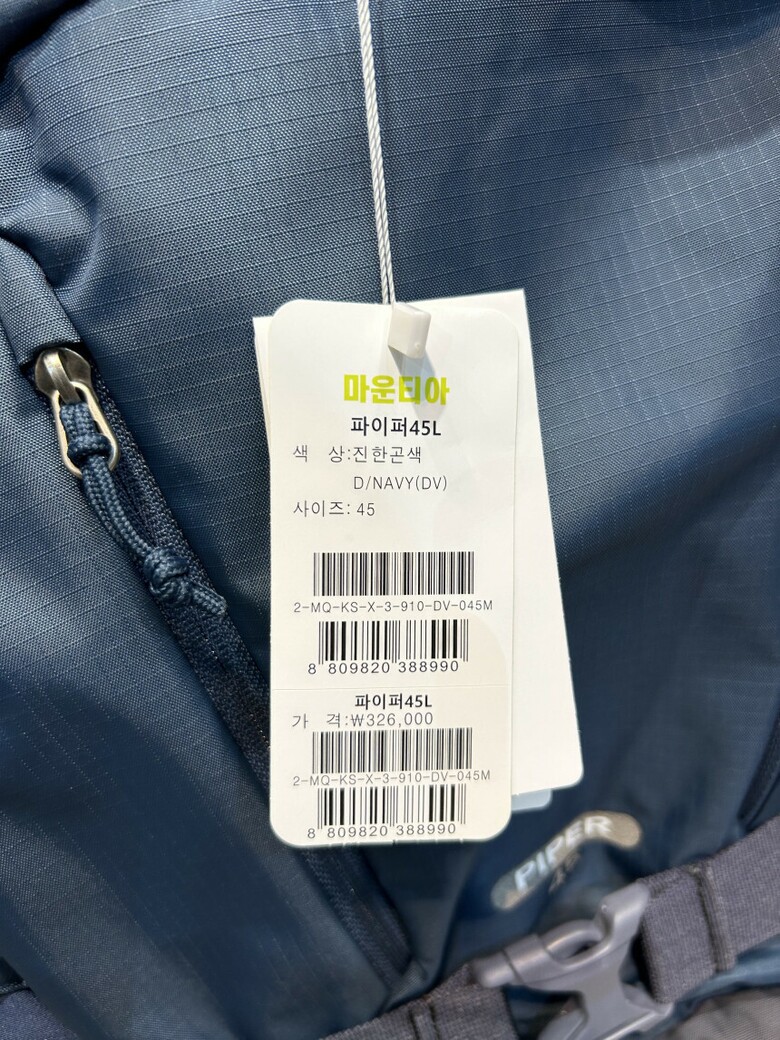 마운티아
파이퍼45L
색 상:진한곤색
D/NAVY(DV)
사이즈: 45
2-MQ-KS-X-3-910-DV-045M
8 809820 388990
파이퍼45L
가 격:₩326,000
2-MQ-KS-X-3-910-DV-045M
8 809820 388990
PIPER
45